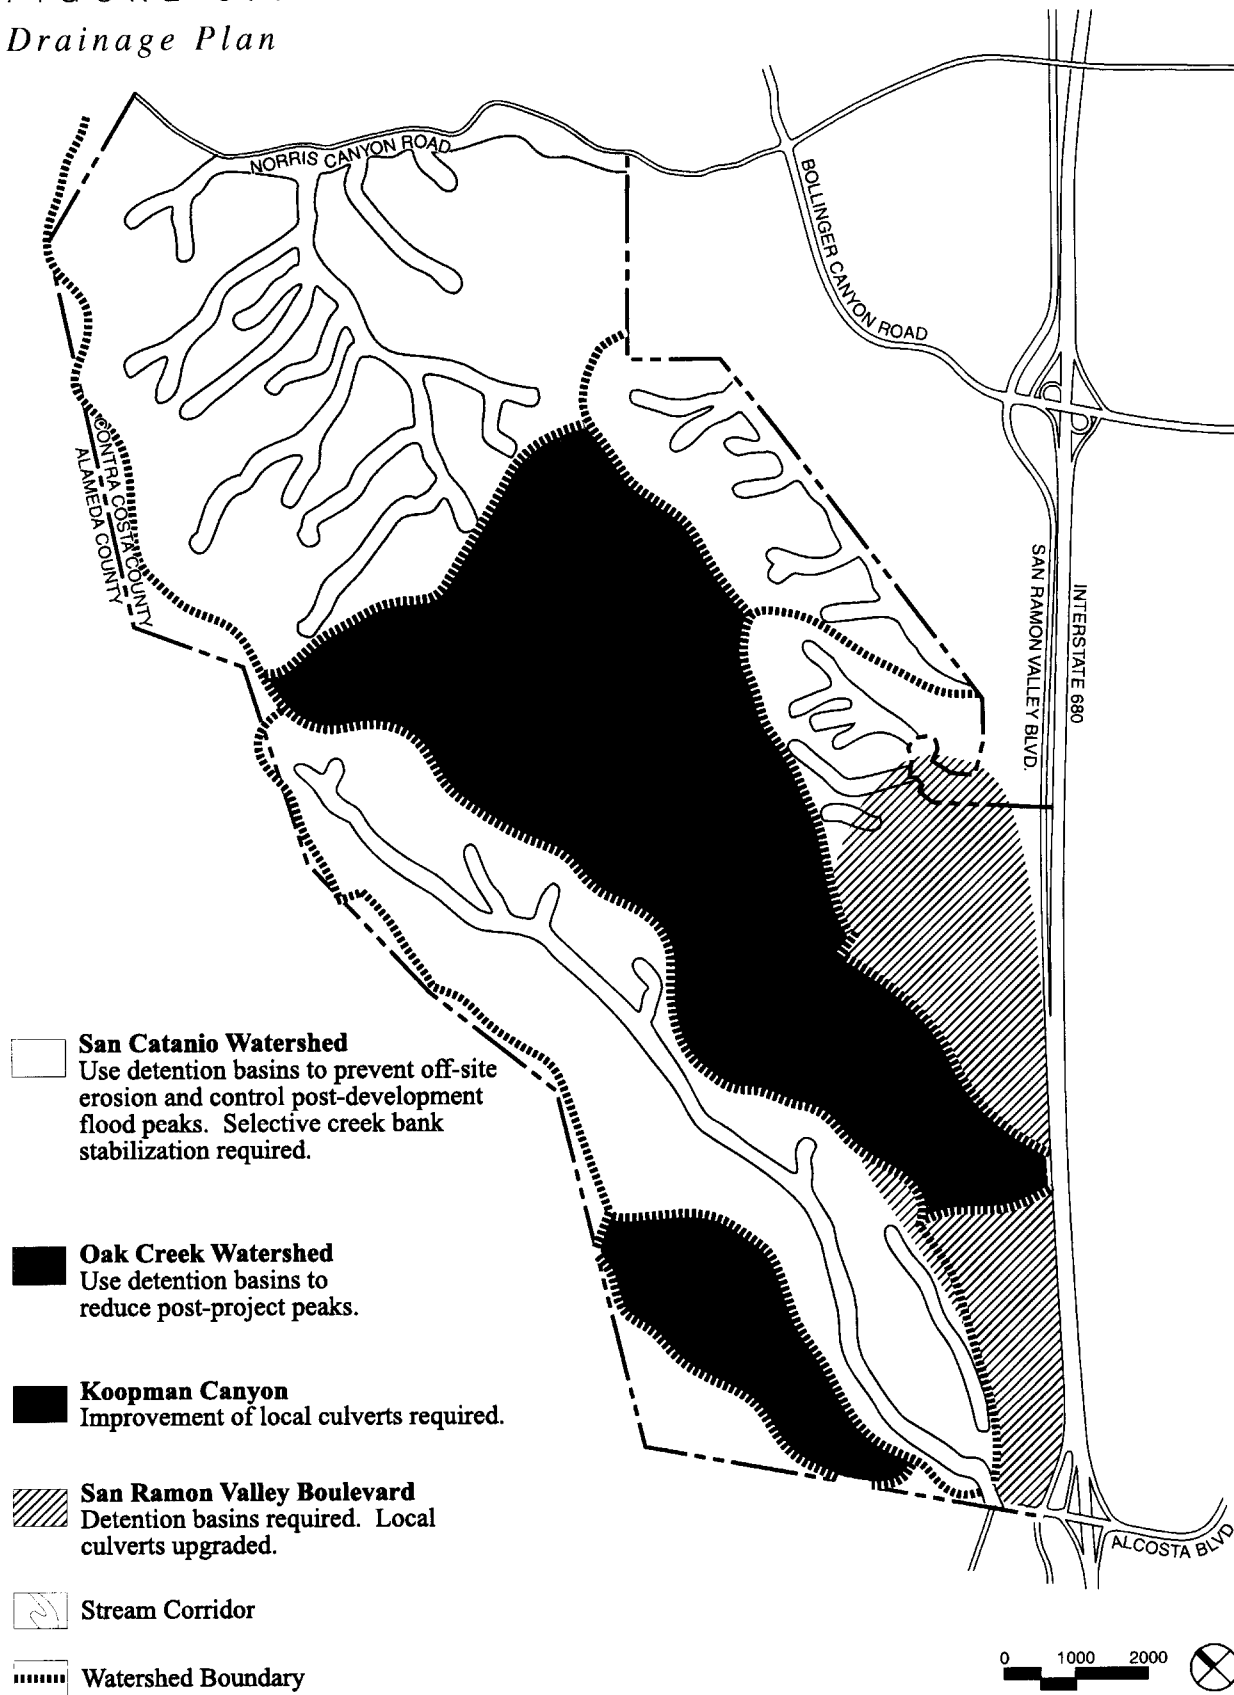 Drainage Plan
NORRIS CANYON ROAD
BOLLINGER CANYON ROAD
CONTRA COSTA COUNTY
ALAMEDA COUNTY
SAN RAMON VALLEY BLVD.
INTERSTATE 680
San Catanio Watershed
Use detention basins to prevent off-site
erosion and control post-development
flood peaks. Selective creek bank
stabilization required.
Oak Creek Watershed
Use detention basins to
reduce post-project peaks.
Koopman Canyon
Improvement of local culverts required.
San Ramon Valley Boulevard
Detention basins required. Local
culverts upgraded.
Stream Corridor
Watershed Boundary
ALCOSTA BLVD
0 1000 2000